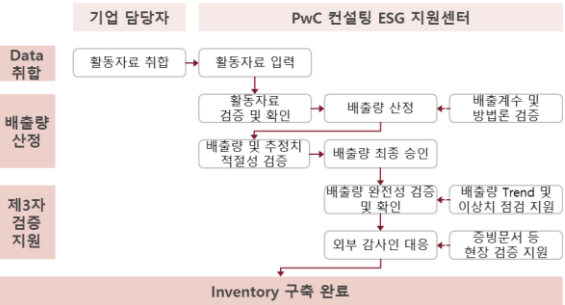 기업 담당자
PwC 컨설팅 ESG 지원센터
Data
취합
활동자료 취합
활동자료 입력
배출량
산정
활동자료
검증 및 확인
배출량 산정
배출계수 및
방법론 검증
배출량 및 추정치
적절성 검증
배출량 최종 승인
제3자
검증
지원
배출량 완전성 검증
및 확인
배출량 Trend 및
이상치 점검 지원
외부 감사인 대응
증빙문서 등
현장 검증 지원
Inventory 구축 완료